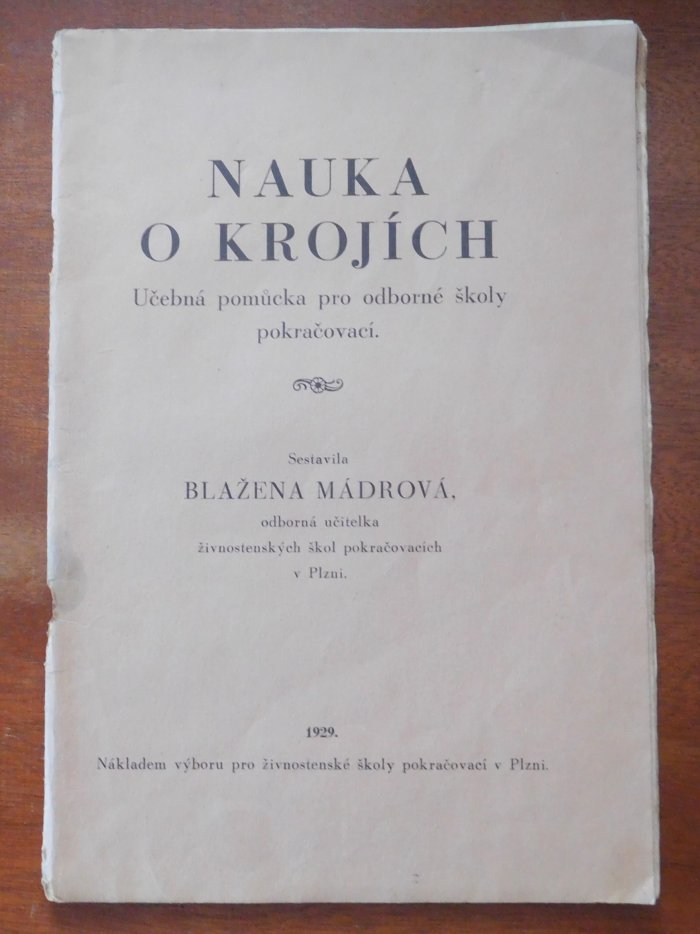 NAUKA
O KROJÍCH
Učebná pomůcka pro odborné školy
pokračovací.
Sestavila
BLAŽENA MÁDROVÁ,
odborná učitelka
živnostenských škol pokračovacích
v Plzni.
1929.
Nákladem výboru pro živnostenské školy pokračovací v Plzni.